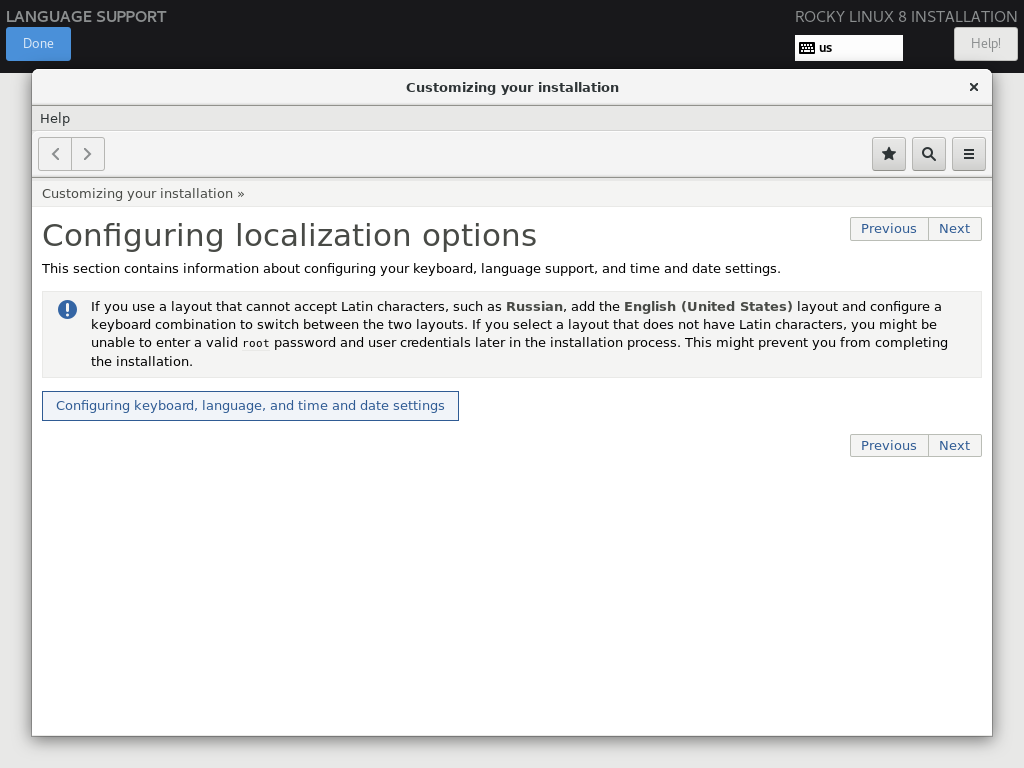 LANGUAGE SUPPORT
ROCKY LINUX 8 INSTALLATION
Done
us
Help!
Customizing your installation
Help
Customizing your installation »
Configuring localization options
Previous Next
This section contains information about configuring your keyboard, language support, and time and date settings.
If you use a layout that cannot accept Latin characters, such as Russian, add the English (United States) layout and configure a
keyboard combination to switch between the two layouts. If you select a layout that does not have Latin characters, you might be
unable to enter a valid root password and user credentials later in the installation process. This might prevent you from completing
the installation.
Configuring keyboard, language, and time and date settings
Previous Next